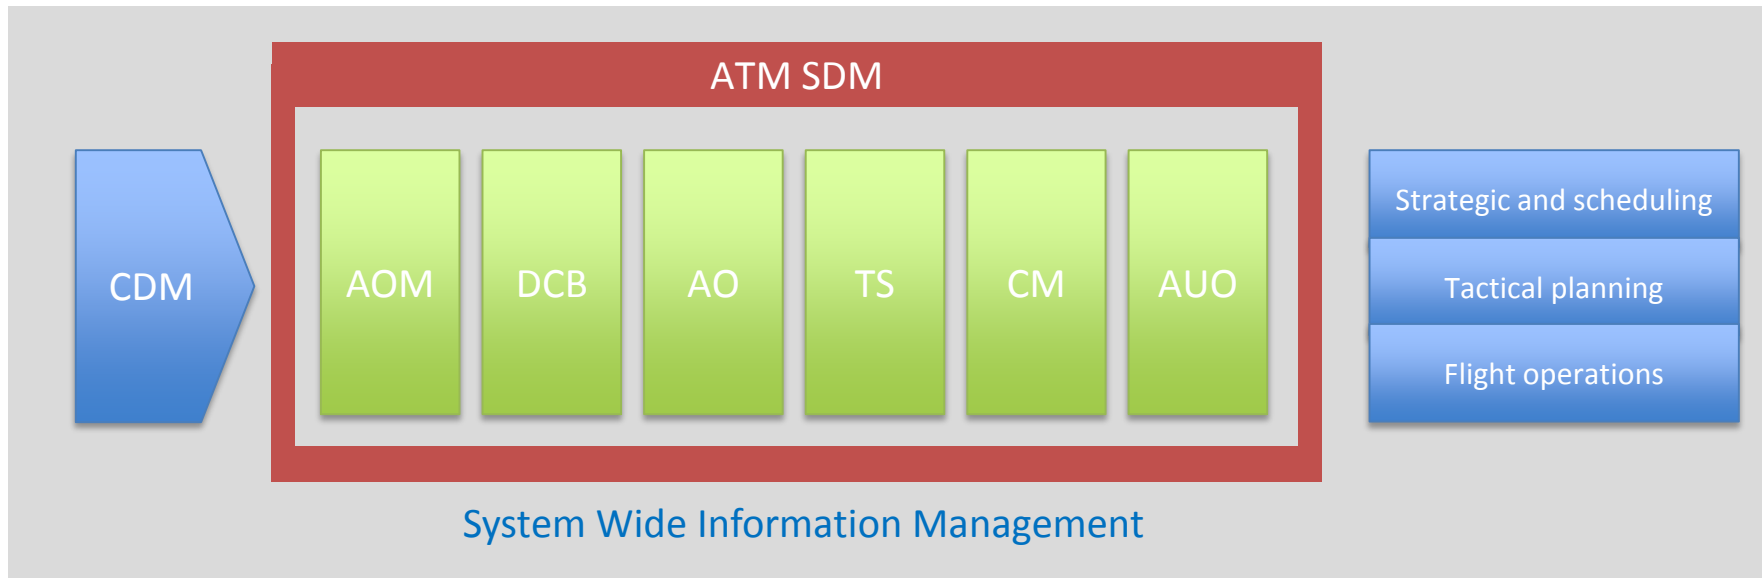 ATM SDM
CDM
AOM
DCB
AO
TS
CM
AUO
Strategic and scheduling
Tactical planning
Flight operations
System Wide Information Management